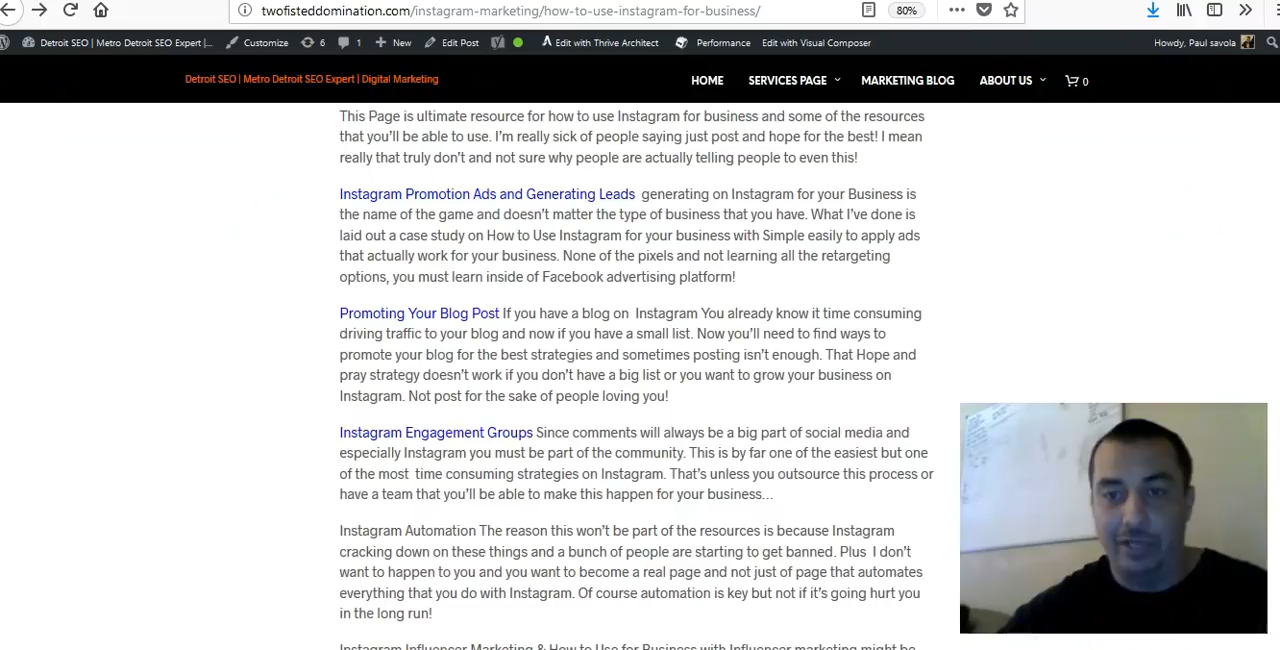 twofisteddomination.com/instagram-marketing/how-to-use-instagram-for-business/
80%
Detroit SEO | Metro Detroit SEO Expert |... Customize 6 1 New Edit Post Edit with Thrive Architect Performance Edit with Visual Composer Howdy, Paul savola
Detroit SEO | Metro Detroit SEO Expert | Digital Marketing HOME SERVICES PAGE MARKETING BLOG ABOUT US 0
This Page is ultimate resource for how to use Instagram for business and some of the resources
that you'll be able to use. I'm really sick of people saying just post and hope for the best! I mean
really that truly don't and not sure why people are actually telling people to even this!
Instagram Promotion Ads and Generating Leads generating on Instagram for your Business is
the name of the game and doesn't matter the type of business that you have. What I've done is
laid out a case study on How to Use Instagram for your business with Simple easily to apply ads
that actually work for your business. None of the pixels and not learning all the retargeting
options, you must learn inside of Facebook advertising platform!
Promoting Your Blog Post If you have a blog on Instagram You already know it time consuming
driving traffic to your blog and now if you have a small list. Now you'll need to find ways to
promote your blog for the best strategies and sometimes posting isn't enough. That Hope and
pray strategy doesn't work if you don't have a big list or you want to grow your business on
Instagram. Not post for the sake of people loving you!
Instagram Engagement Groups Since comments will always be a big part of social media and
especially Instagram you must be part of the community. This is by far one of the easiest but one
of the most time consuming strategies on Instagram. That's unless you outsource this process or
have a team that you'll be able to make this happen for your business...
Instagram Automation The reason this won't be part of the resources is because Instagram
cracking down on these things and a bunch of people are starting to get banned. Plus I don't
want to happen to you and you want to become a real page and not just of page that automates
everything that you do with Instagram. Of course automation is key but not if it's going hurt you
in the long run!
Instagram Influencer Marketing & How to Use for Business with Influencer marketing might be